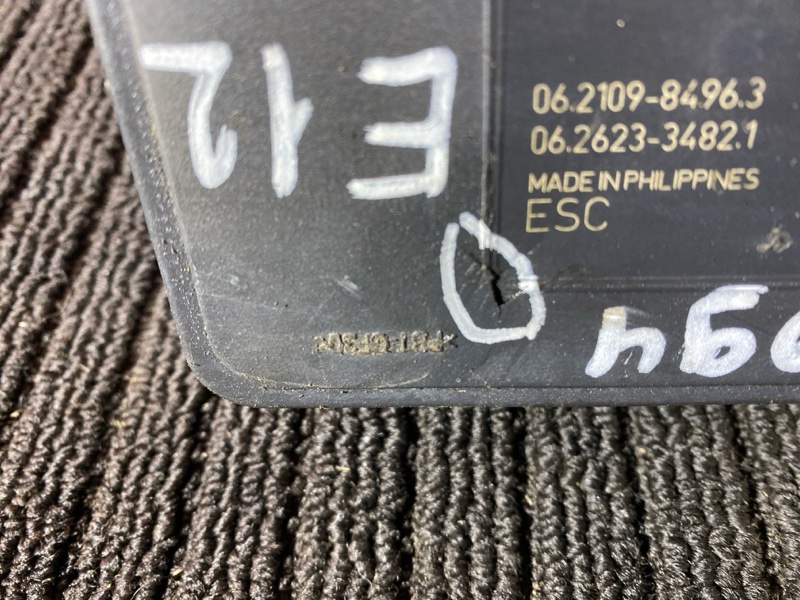 06.2109-8496.3
06.2623-3482.1
MADE IN PHILIPPINES
ESC
E12